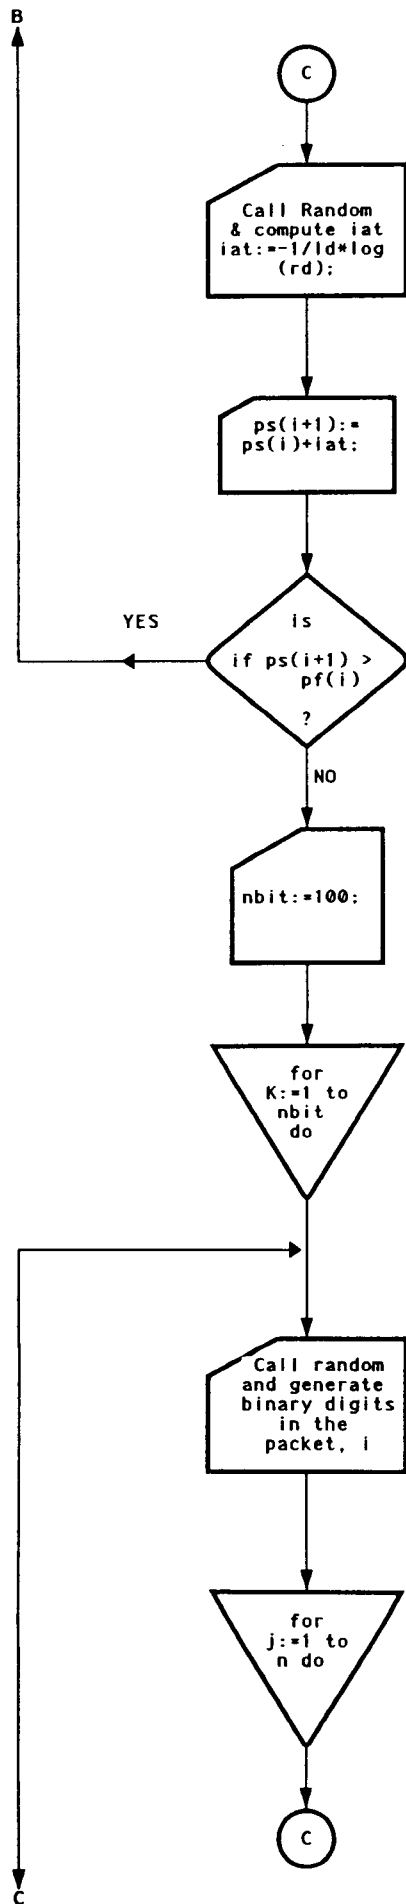 B
C
Call Random
& compute iat
iat:=-1/ld*log
(rd);
ps(i+1):=
ps(i)+iat;
YES
is
if ps(i+1) >
pf(i)
?
NO
nbit:=100;
for
K:=1 to
nbit
do
Call random
and generate
binary digits
in the
packet, i
for
j:=1 to
n do
C
C